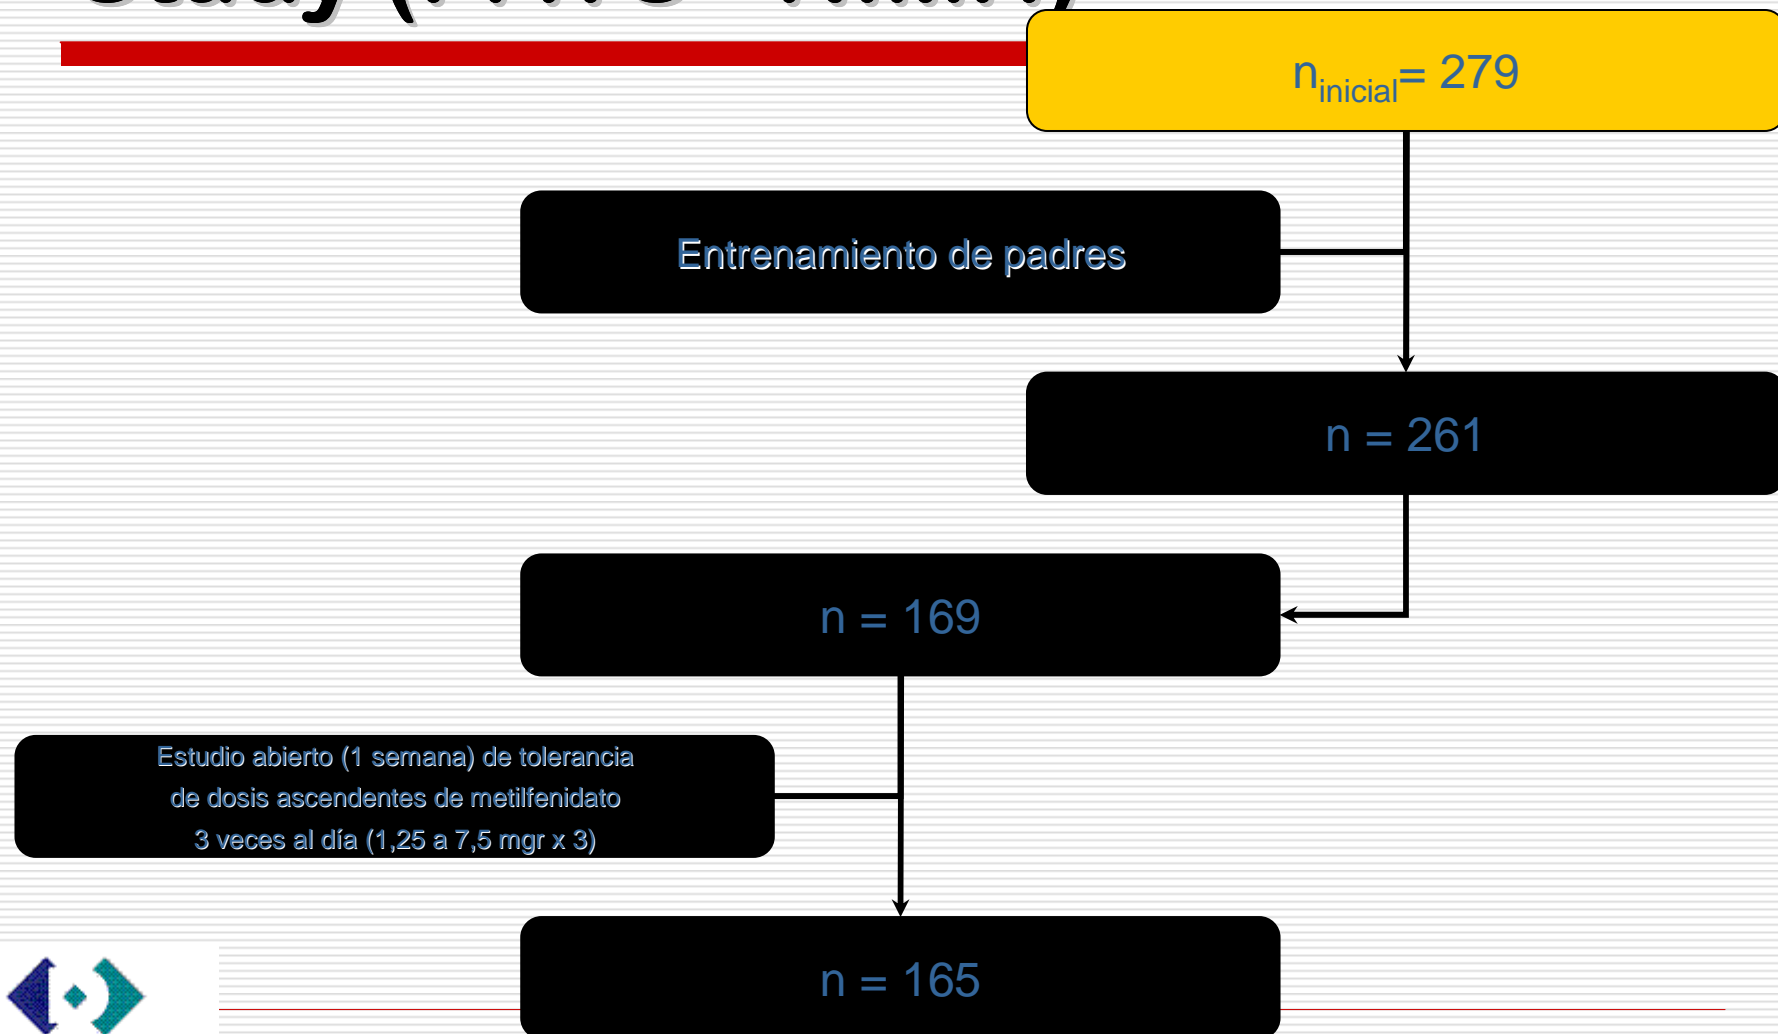 n inicial = 279
Entrenamiento de padres
n = 261
n = 169
Estudio abierto (1 semana) de tolerancia
de dosis ascendentes de metilfenidato
3 veces al día (1,25 a 7,5 mgr x 3)
n = 165